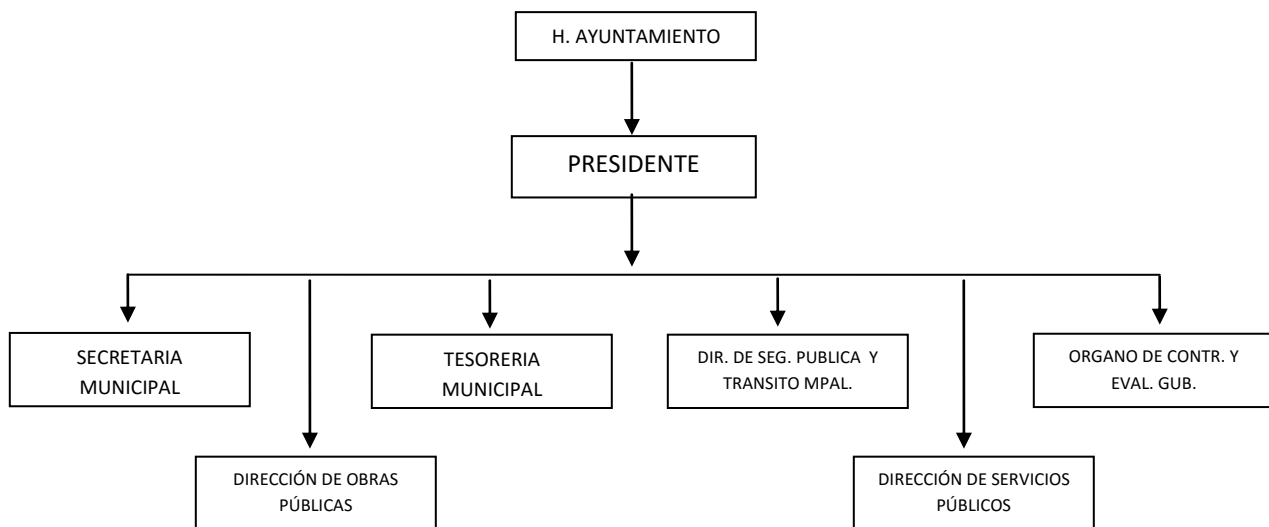 H. AYUNTAMIENTO
PRESIDENTE
SECRETARIA
MUNICIPAL
TESORERIA
MUNICIPAL
DIR. DE SEG. PUBLICA Y
TRANSITO MPAL.
ORGANO DE CONTR. Y
EVAL. GUB.
DIRECCIÓN DE OBRAS
PÚBLICAS
DIRECCIÓN DE SERVICIOS
PÚBLICOS